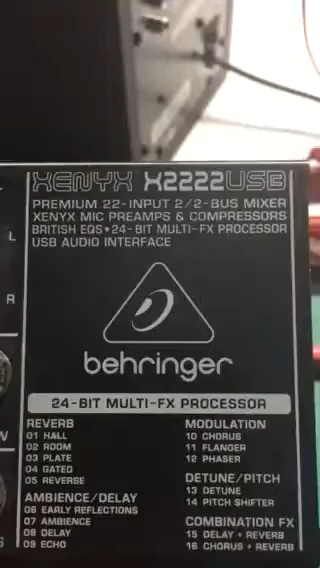 XENYX X2222USB
PREMIUM 22-INPUT 2/2-BUS MIXER
XENYX MIC PREAMPS & COMPRESSORS
BRITISH EQS•24-BIT MULTI-FX PROCESSOR
USB AUDIO INTERFACE
L
R
behringer
24-BIT MULTI-FX PROCESSOR
REVERB
01 HALL
02 ROOM
03 PLATE
04 GATED
05 REVERSE
AMBIENCE/DELAY
06 EARLY REFLECTIONS
07 AMBIENCE
08 DELAY
09 ECHO
MODULATION
10 CHORUS
11 FLANGER
12 PHASER
DETUNE/PITCH
13 DETUNE
14 PITCH SHIFTER
COMBINATION FX
15 DELAY + REVERB
16 CHORUS + REVERB